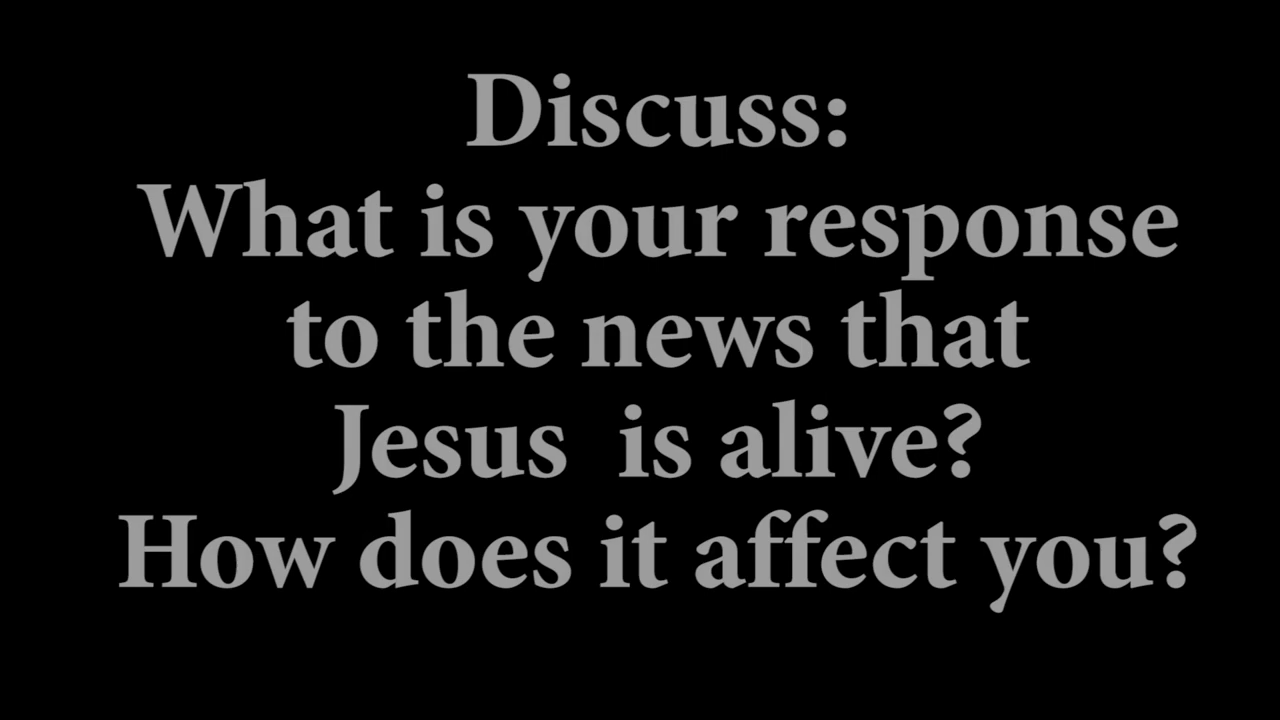 Discuss:
What is your response
to the news that
Jesus  is alive?
How does it affect you?